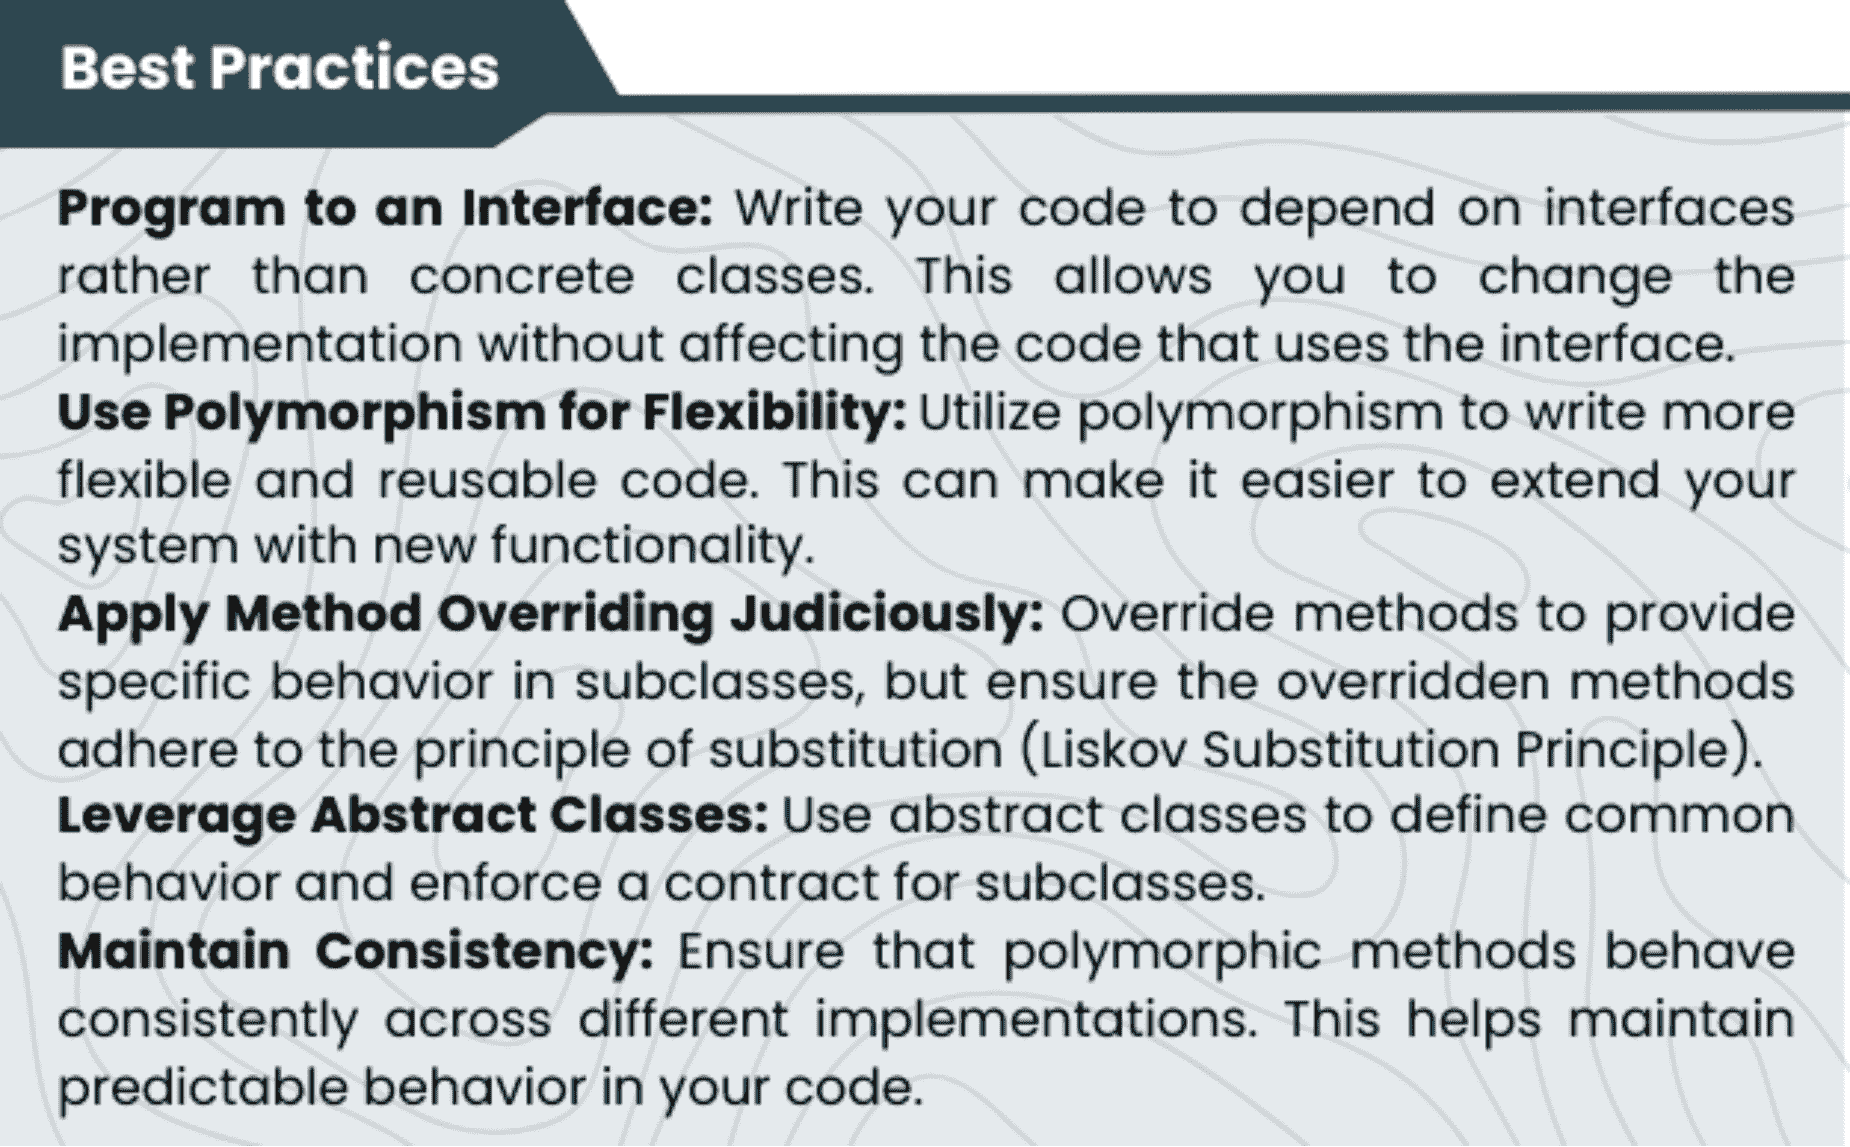 Best Practices
Program to an Interface: Write your code to depend on interfaces
rather than concrete classes. This allows you to change the
implementation without affecting the code that uses the interface.
Use Polymorphism for Flexibility: Utilize polymorphism to write more
flexible and reusable code. This can make it easier to extend your
system with new functionality.
Apply Method Overriding Judiciously: Override methods to provide
specific behavior in subclasses, but ensure the overridden methods
adhere to the principle of substitution (Liskov Substitution Principle).
Leverage Abstract Classes: Use abstract classes to define common
behavior and enforce a contract for subclasses.
Maintain Consistency: Ensure that polymorphic methods behave
consistently across different implementations. This helps maintain
predictable behavior in your code.